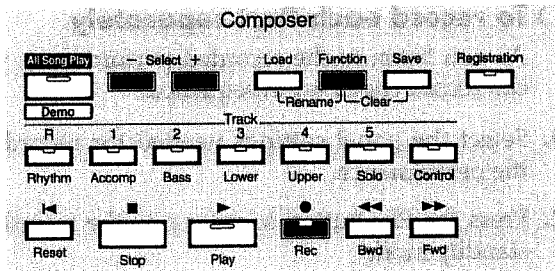 Composer
All Song Play
− Select +
Load
Function
Save
Registration
Rename
Clear
Demo
Track
R 1 2 3 4 5
Rhythm Accomp Bass Lower Upper Solo Control
Reset Stop Play Rec Bwd Fwd